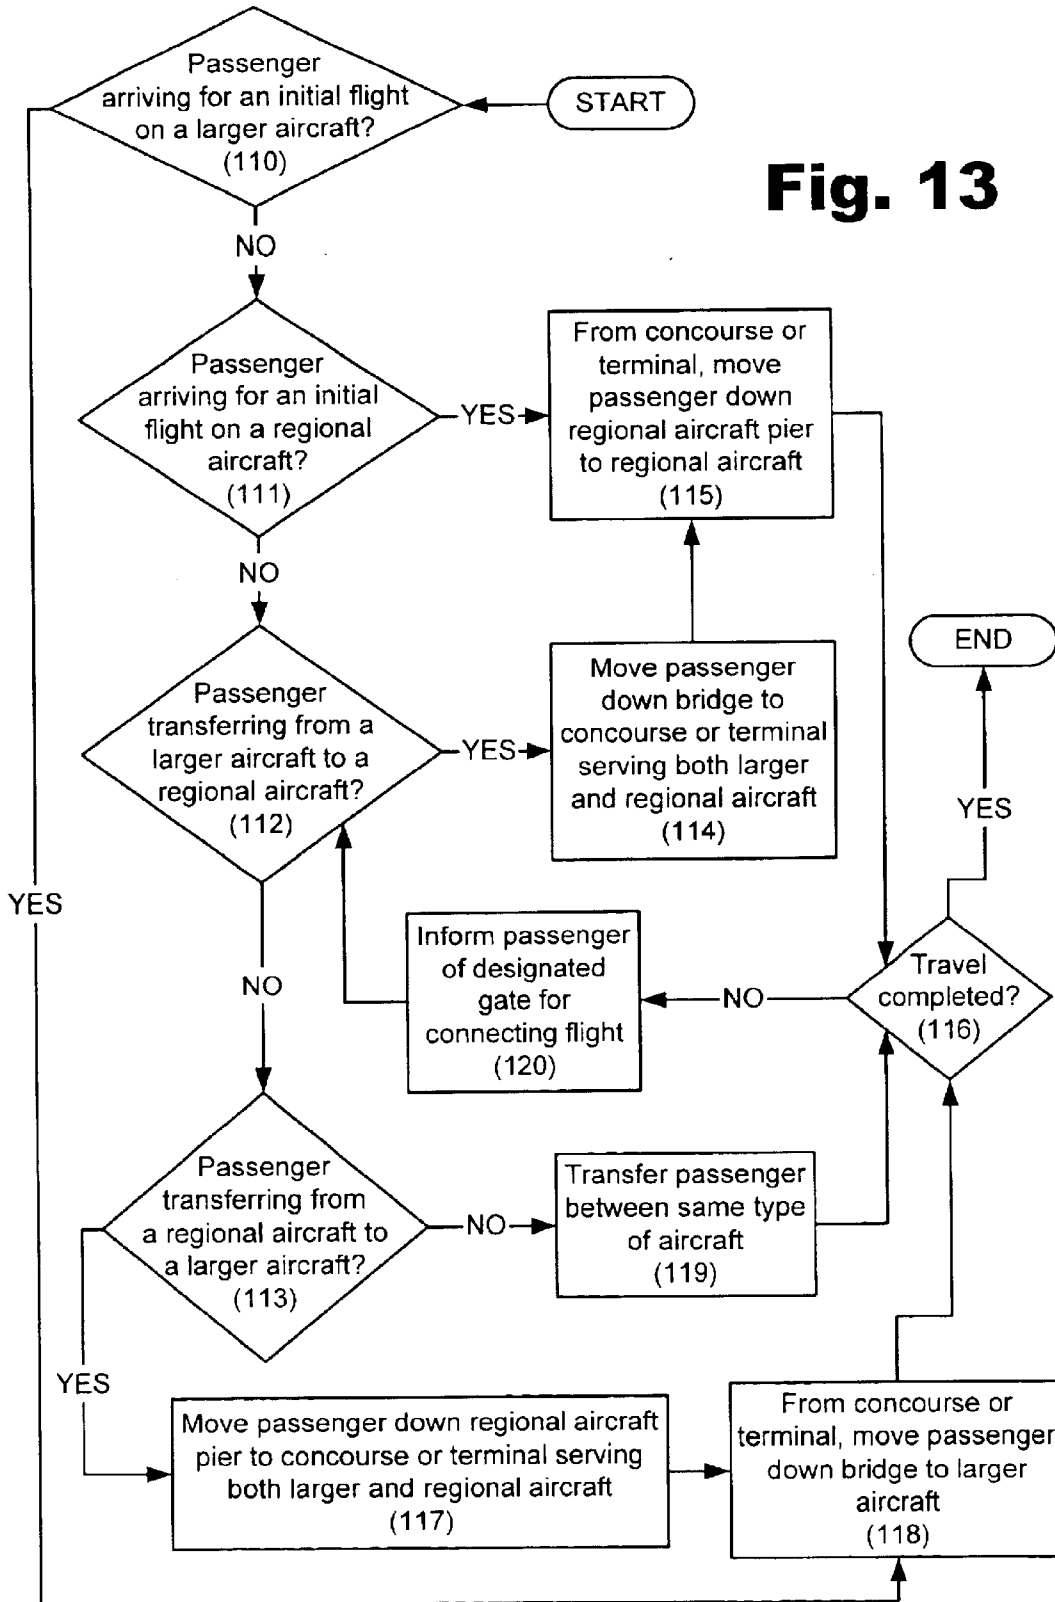 Passenger
arriving for an initial flight
on a larger aircraft?
(110)
START
Fig. 13
NO
Passenger
arriving for an initial
flight on a regional
aircraft?
(111)
YES
From concourse or
terminal, move
passenger down
regional aircraft pier
to regional aircraft
(115)
NO
Passenger
transferring from a
larger aircraft to a
regional aircraft?
(112)
YES
Move passenger
down bridge to
concourse or terminal
serving both larger
and regional aircraft
(114)
END
YES
YES
Inform passenger
of designated
gate for
connecting flight
(120)
NO
Travel
completed?
(116)
NO
Passenger
transferring from
a regional aircraft to
a larger aircraft?
(113)
NO
Transfer passenger
between same type
of aircraft
(119)
YES
Move passenger down regional aircraft
pier to concourse or terminal serving
both larger and regional aircraft
(117)
From concourse or
terminal, move passenger
down bridge to larger
aircraft
(118)